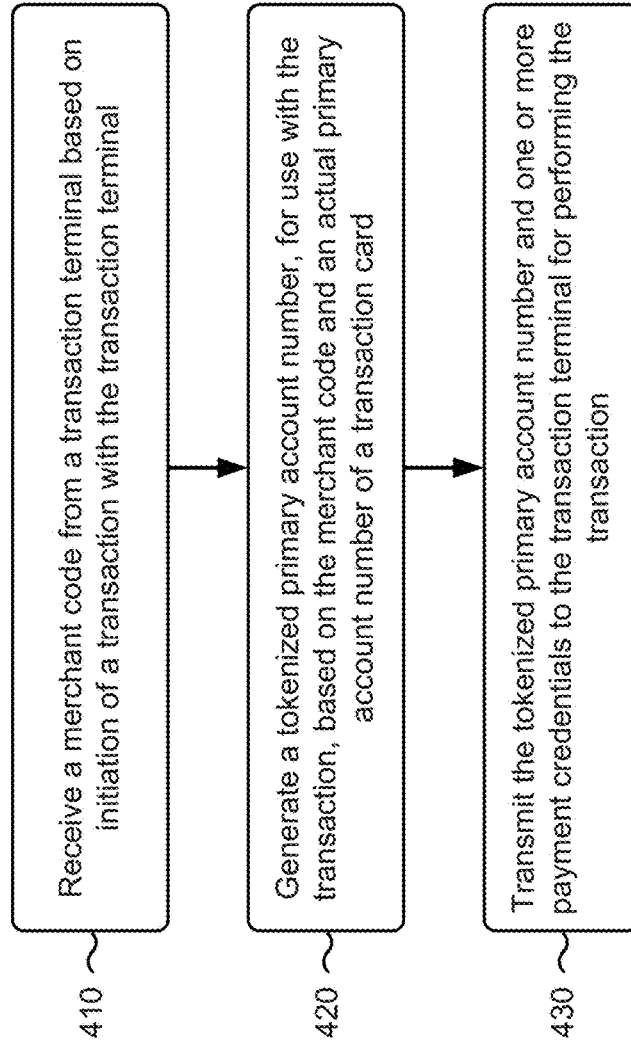 410
Receive a merchant code from a transaction terminal based on
initiation of a transaction with the transaction terminal
420
Generate a tokenized primary account number, for use with the
transaction, based on the merchant code and an actual primary
account number of a transaction card
430
Transmit the tokenized primary account number and one or more
payment credentials to the transaction terminal for performing the
transaction